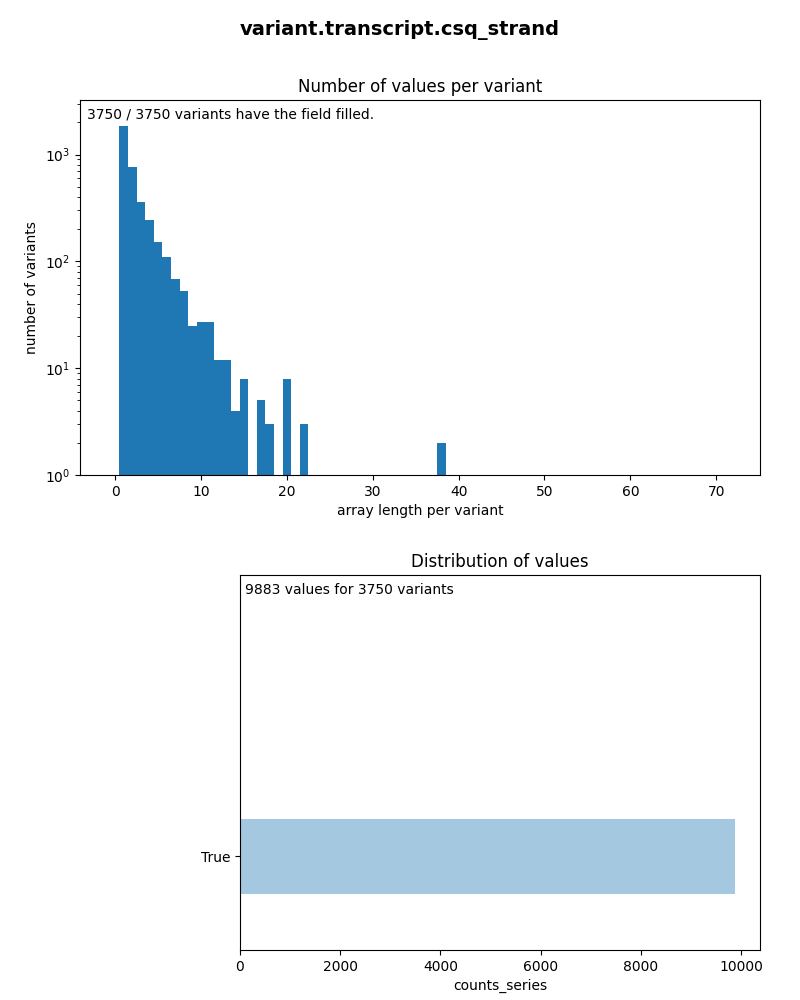 variant.transcript.csq_strand
Number of values per variant
3750 / 3750 variants have the field filled.
number of variants
10³
10²
10¹
10⁰
0 10 20 30 40 50 60 70
array length per variant
Distribution of values
9883 values for 3750 variants
True
0 2000 4000 6000 8000 10000
counts_series